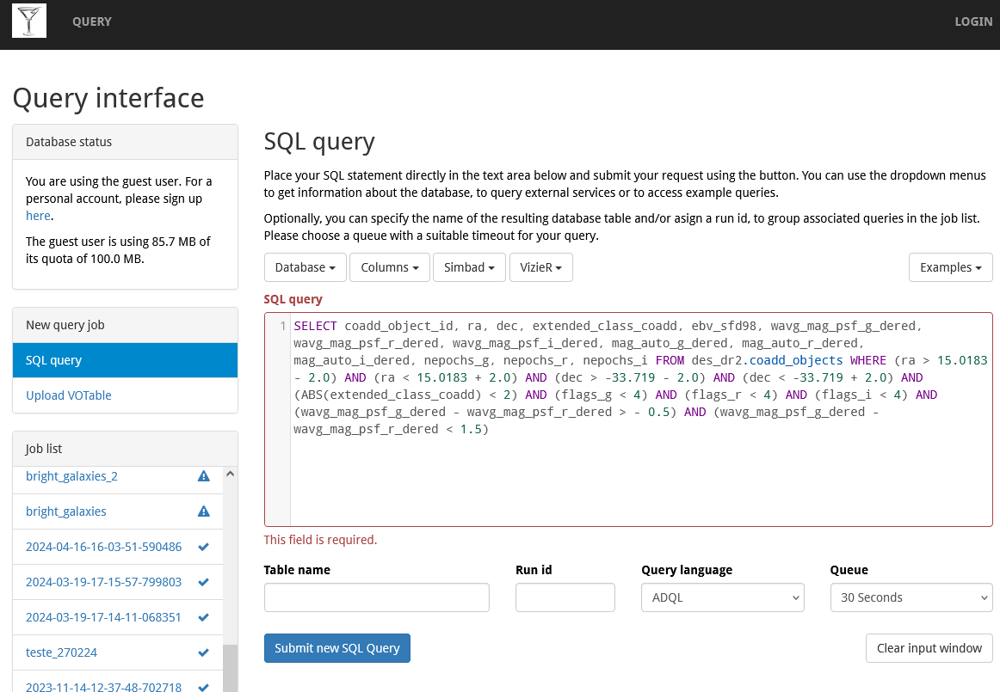 QUERY
LOGIN
Query interface
Database status
You are using the guest user. For a
personal account, please sign up
here.
The guest user is using 85.7 MB of
its quota of 100.0 MB.
New query job
SQL query
Upload VOTable
Job list
bright_galaxies_2
bright_galaxies
2024-04-16-16-03-51-590486
2024-03-19-17-15-57-799803
2024-03-19-17-14-11-068351
teste_270224
2023-11-14-12-37-48-702718
SQL query
Place your SQL statement directly in the text area below and submit your request using the button. You can use the dropdown menus
to get information about the database, to query external services or to access example queries.
Optionally, you can specify the name of the resulting database table and/or asign a run id, to group associated queries in the job list.
Please choose a queue with a suitable timeout for your query.
Database Columns Simbad VizieR Examples
SQL query
1 SELECT coadd_object_id, ra, dec, extended_class_coadd, ebv_sfd98, wavg_mag_psf_g_dered,
wavg_mag_psf_r_dered, wavg_mag_psf_i_dered, mag_auto_g_dered, mag_auto_r_dered,
mag_auto_i_dered, nepochs_g, nepochs_r, nepochs_i FROM des_dr2.coadd_objects WHERE (ra > 15.0183
- 2.0) AND (ra < 15.0183 + 2.0) AND (dec > -33.719 - 2.0) AND (dec < -33.719 + 2.0) AND
(ABS(extended_class_coadd) < 2) AND (flags_g < 4) AND (flags_r < 4) AND (flags_i < 4) AND
(wavg_mag_psf_g_dered - wavg_mag_psf_r_dered > - 0.5) AND (wavg_mag_psf_g_dered -
wavg_mag_psf_r_dered < 1.5)
This field is required.
Table name Run id Query language Queue
ADQL 30 Seconds
Submit new SQL Query Clear input window